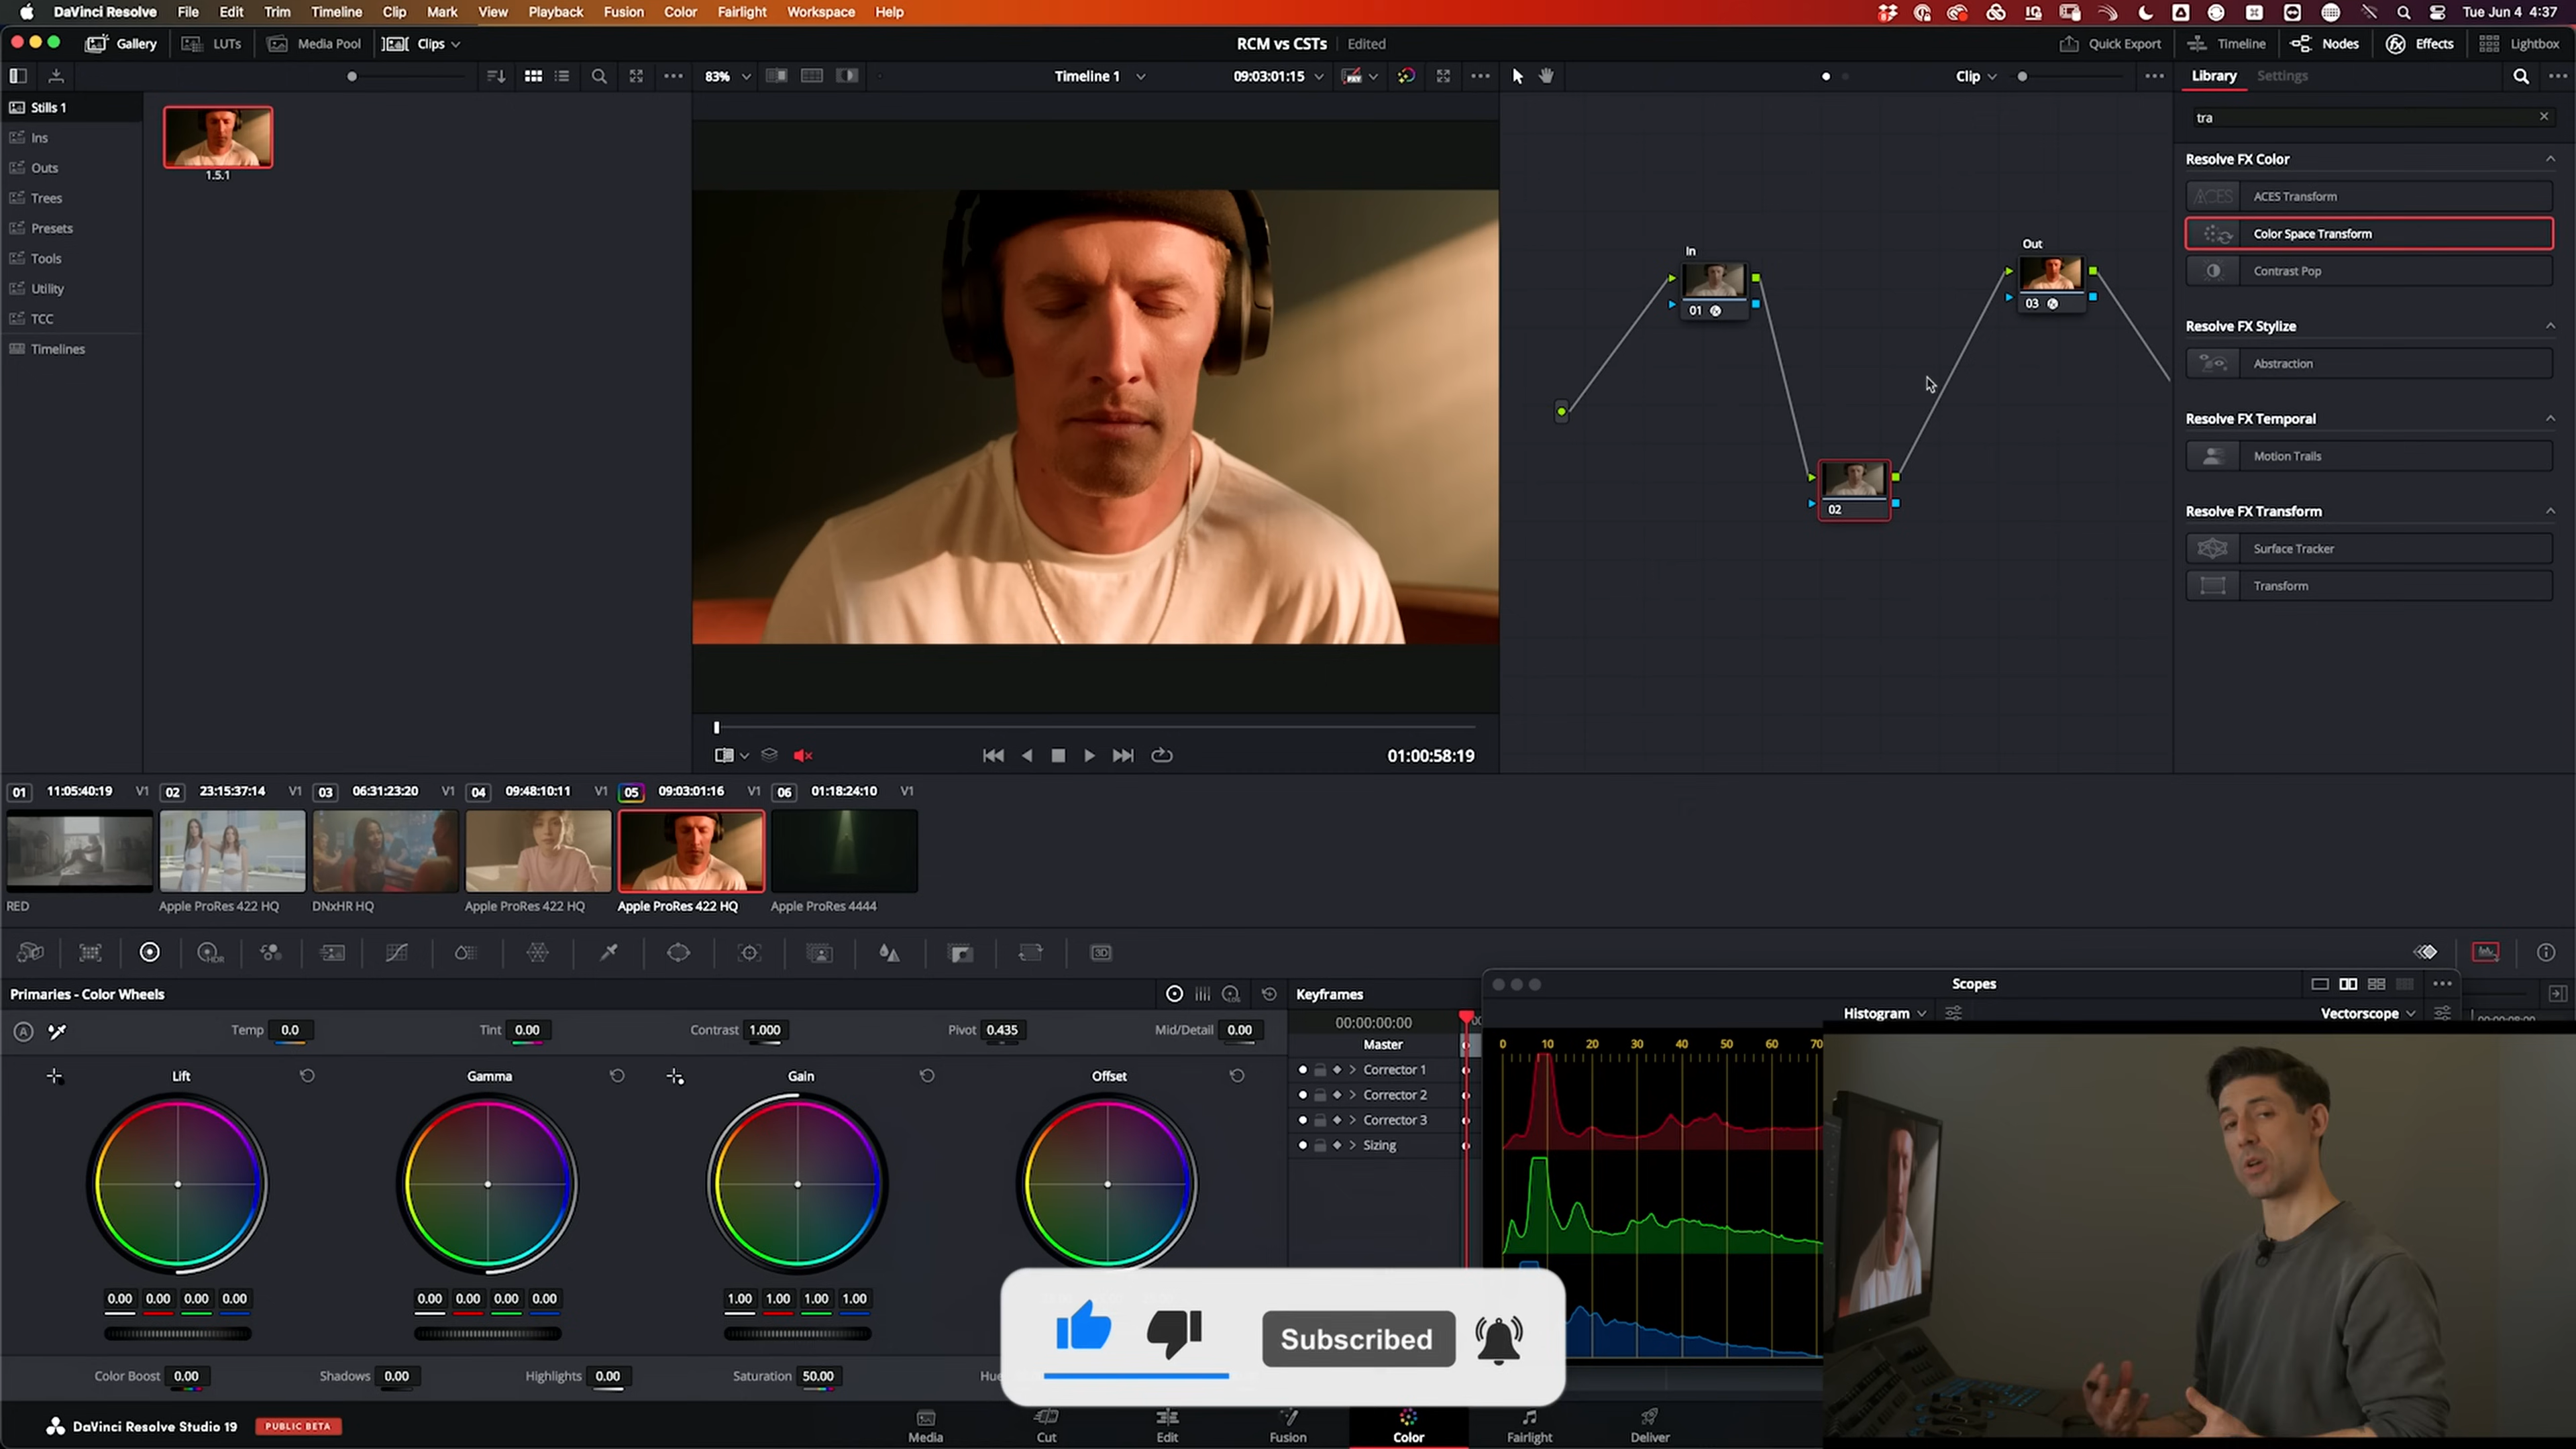 DaVinci Resolve File Edit Trim Timeline Clip Mark View Playback Fusion Color Fairlight Workspace Help Tue Jun 4 4:37
Gallery LUTs Media Pool Clips RCM vs CSTs Edited Quick Export Timeline Nodes Effects Lightbox
83% Timeline 1 09:03:01:15 Clip Library Settings
Stills 1
Ins
Outs
Trees
Presets
Tools
Utility
TCC
Timelines
1.5.1
In
01
02
Out
03
tra
Resolve FX Color
ACES Transform
Color Space Transform
Contrast Pop
Resolve FX Stylize
Abstraction
Resolve FX Temporal
Motion Trails
Resolve FX Transform
Surface Tracker
Transform
01:00:58:19
01 11:05:40:19 V1 02 23:15:37:14 V1 03 06:31:23:20 V1 04 09:48:10:11 V1 05 09:03:01:16 V1 06 01:18:24:10 V1
RED Apple ProRes 422 HQ DNxHR HQ Apple ProRes 422 HQ Apple ProRes 422 HQ Apple ProRes 4444
HDR
3D
Primaries - Color Wheels
Temp 0.0 Tint 0.00 Contrast 1.000 Pivot 0.435 Mid/Detail 0.00
Lift Gamma Gain Offset
0.00 0.00 0.00 0.00 0.00 0.00 0.00 0.00 1.00 1.00 1.00 1.00
Color Boost 0.00 Shadows 0.00 Highlights 0.00 Saturation 50.00 Hue
Keyframes
00:00:00:00
Master
Corrector 1
Corrector 2
Corrector 3
Sizing
Scopes
Histogram Vectorscope
0 10 20 30 40 50 60 70
Subscribed
DaVinci Resolve Studio 19 PUBLIC BETA
Media Cut Edit Fusion Color Fairlight Deliver